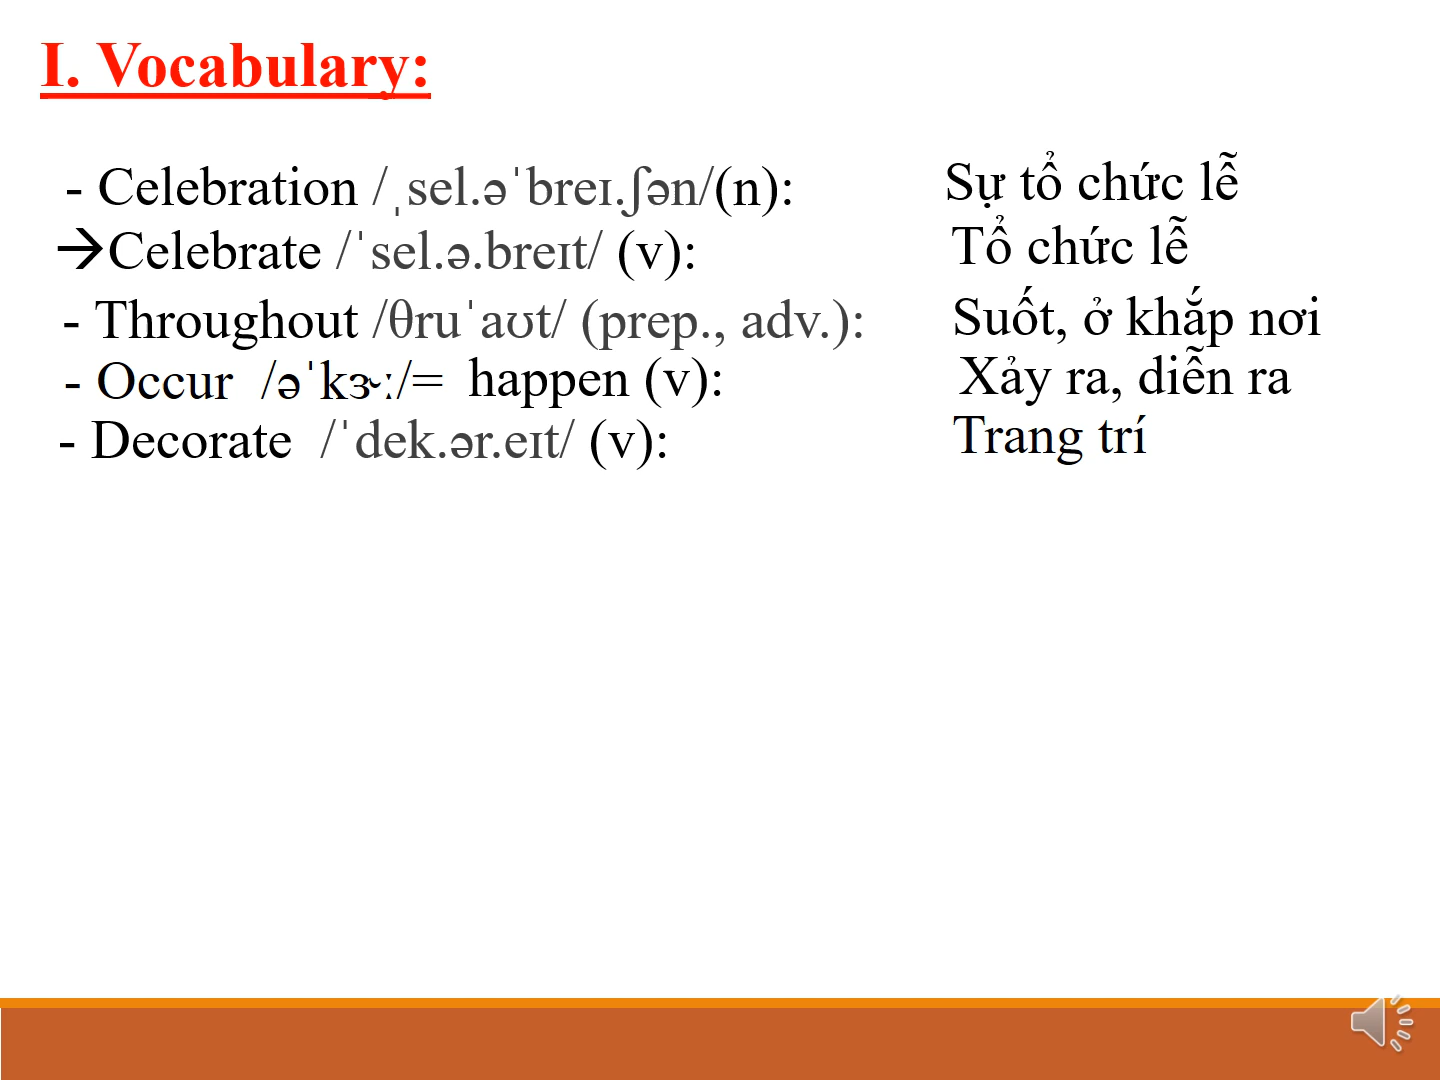 I. Vocabulary:
- Celebration /ˌsel.əˈbreɪ.ʃən/(n): Sự tổ chức lễ
→Celebrate /ˈsel.ə.breɪt/ (v): Tổ chức lễ
- Throughout /θruˈaʊt/ (prep., adv.): Suốt, ở khắp nơi
- Occur /əˈkɝː/= happen (v): Xảy ra, diễn ra
- Decorate /ˈdek.ər.eɪt/ (v): Trang trí